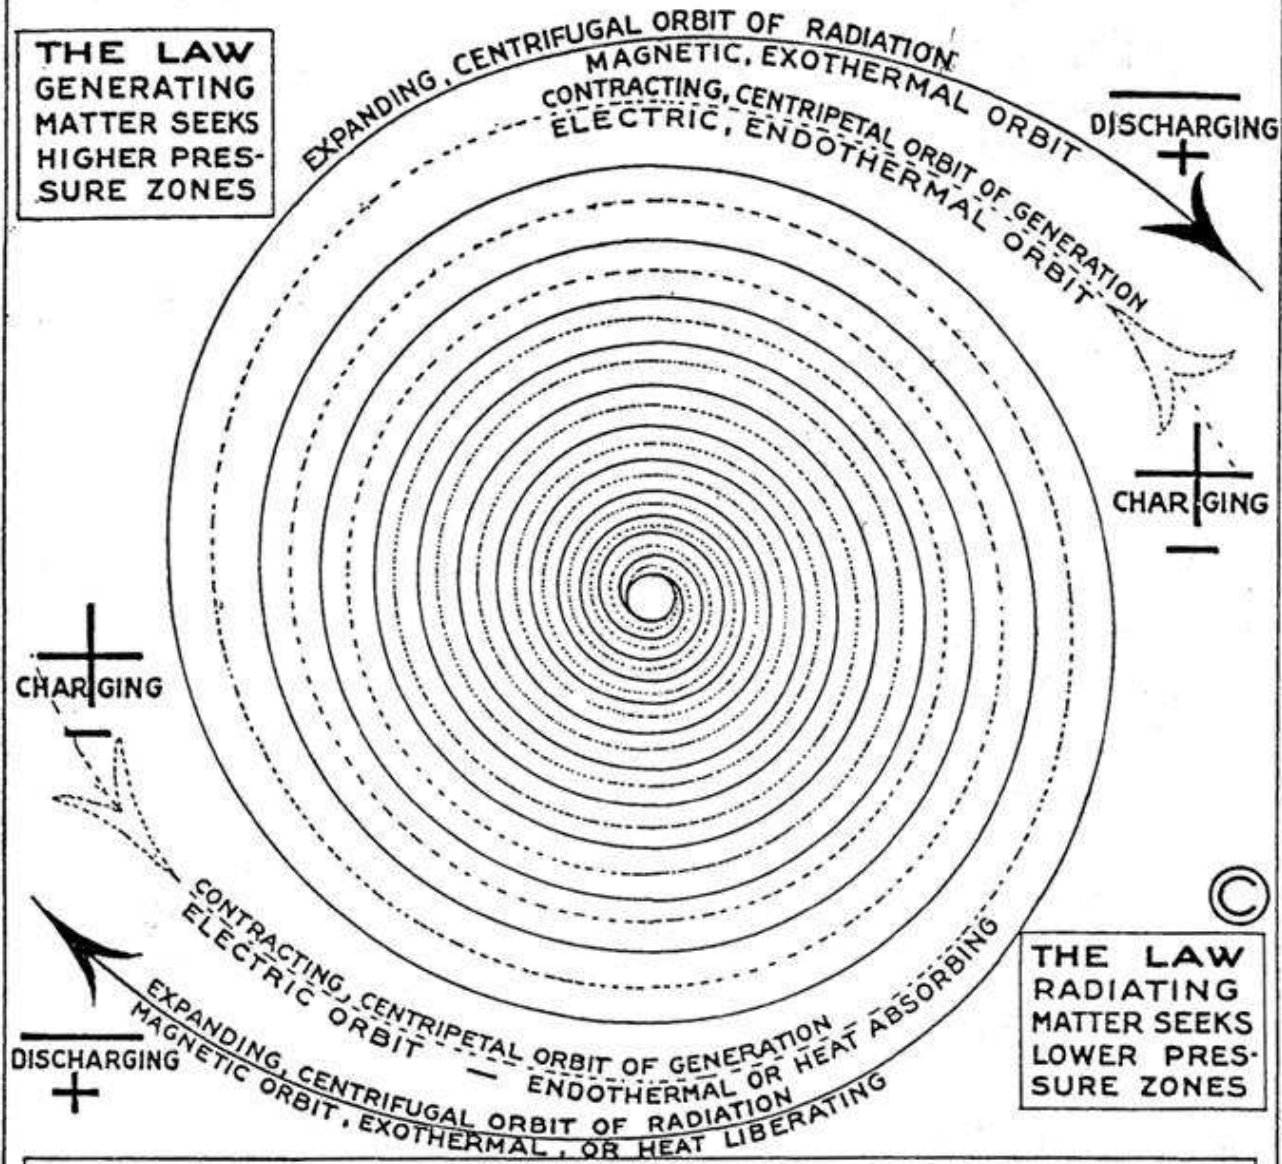 THE LAW
GENERATING
MATTER SEEKS
HIGHER PRES-
SURE ZONES
EXPANDING, CENTRIFUGAL ORBIT OF RADIATION
MAGNETIC, EXOTHERMAL ORBIT
CONTRACTING, CENTRIPETAL ORBIT OF GENERATION
ELECTRIC, ENDOTHERMAL ORBIT
—
DISCHARGING
+
+
CHARGING
—
+
CHARGING
—
CONTRACTING, CENTRIPETAL ORBIT OF GENERATION
ELECTRIC ORBIT — ENDOTHERMAL OR HEAT ABSORBING
EXPANDING, CENTRIFUGAL ORBIT OF RADIATION
MAGNETIC ORBIT, EXOTHERMAL, OR HEAT LIBERATING
—
DISCHARGING
+
©
THE LAW
RADIATING
MATTER SEEKS
LOWER PRES-
SURE ZONES